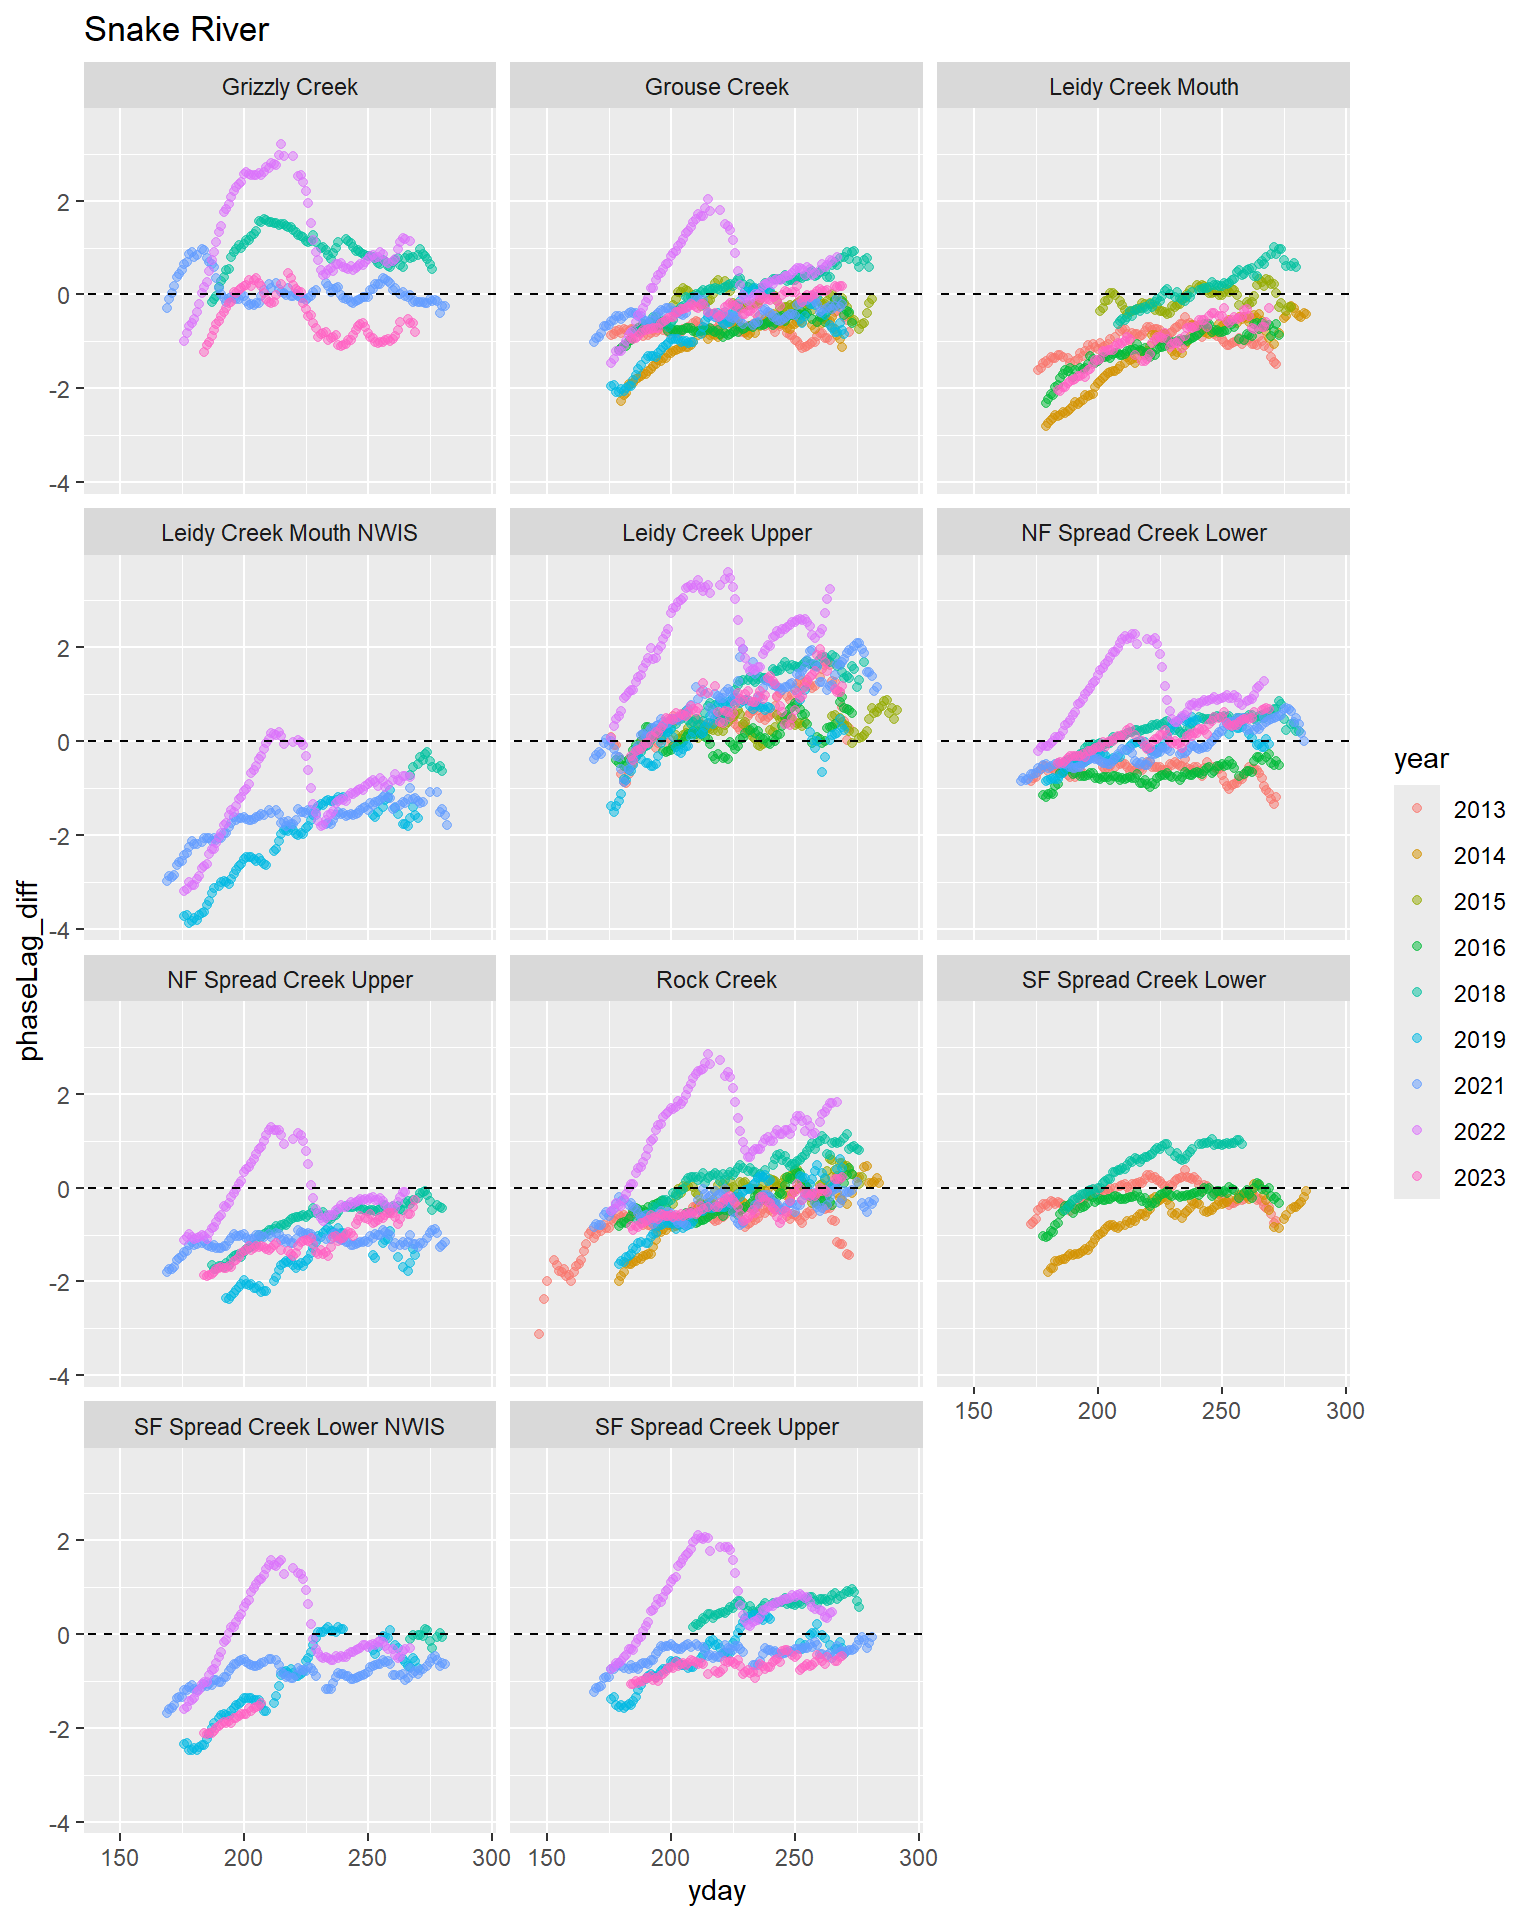 Snake River
Grizzly Creek
Grouse Creek
Leidy Creek Mouth
2
0
-2
-4
Leidy Creek Mouth NWIS
Leidy Creek Upper
NF Spread Creek Lower
2
0
-2
-4
NF Spread Creek Upper
Rock Creek
SF Spread Creek Lower
2
0
-2
-4
150 200 250 300
SF Spread Creek Lower NWIS
SF Spread Creek Upper
2
0
-2
-4
150 200 250 300 150 200 250 300
yday
phaseLag_diff
year
2013
2014
2015
2016
2018
2019
2021
2022
2023